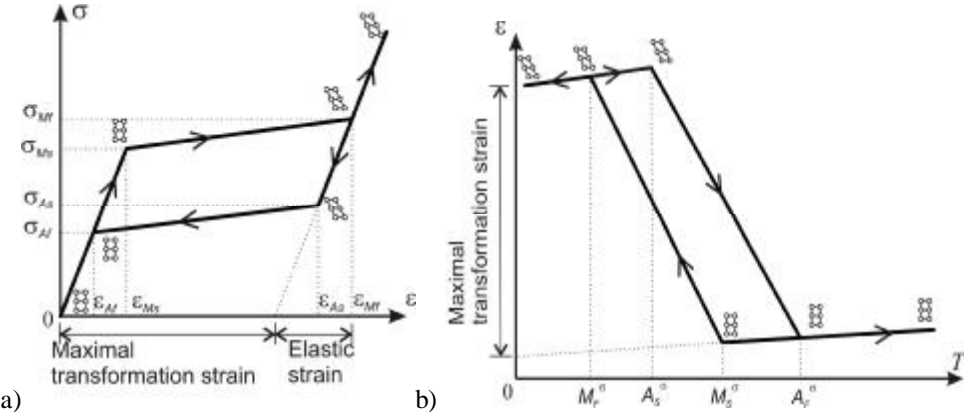 σ
σMf
σMs
σAs
σAf
0
εAf
εMs
εAs
εMf
ε
Maximal
transformation strain
Elastic
strain
a)
ε
Maximal
transformation strain
0
Mfσ
Asσ
Msσ
Afσ
T
b)